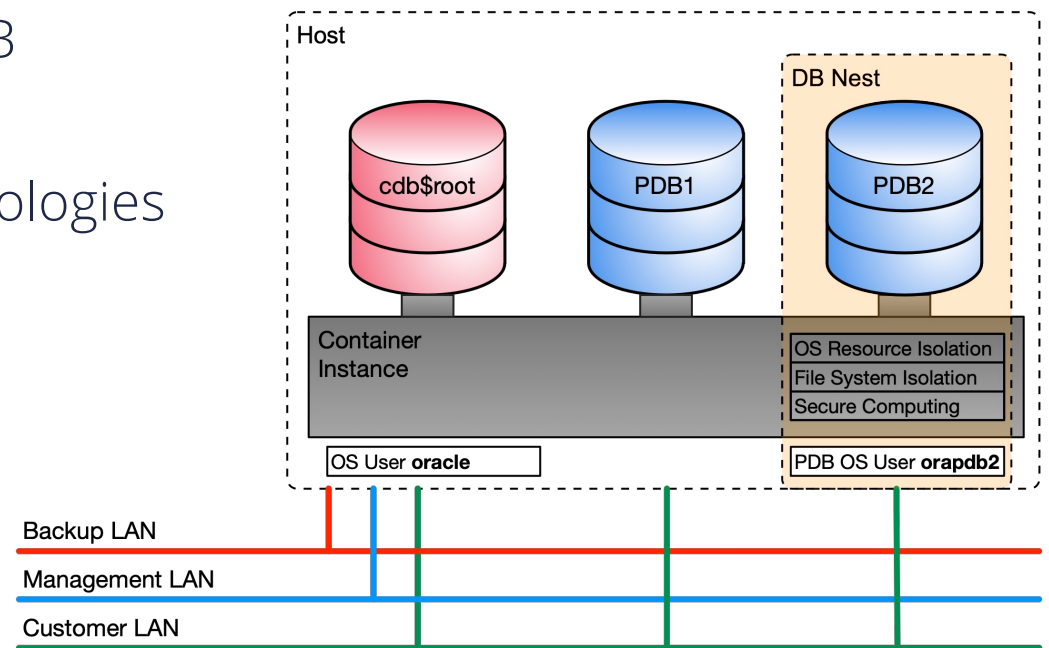 Host
DB Nest
ologies
cdb$root
PDB1
PDB2
Container
Instance
OS Resource Isolation
File System Isolation
Secure Computing
OS User oracle
PDB OS User orapdb2
Backup LAN
Management LAN
Customer LAN